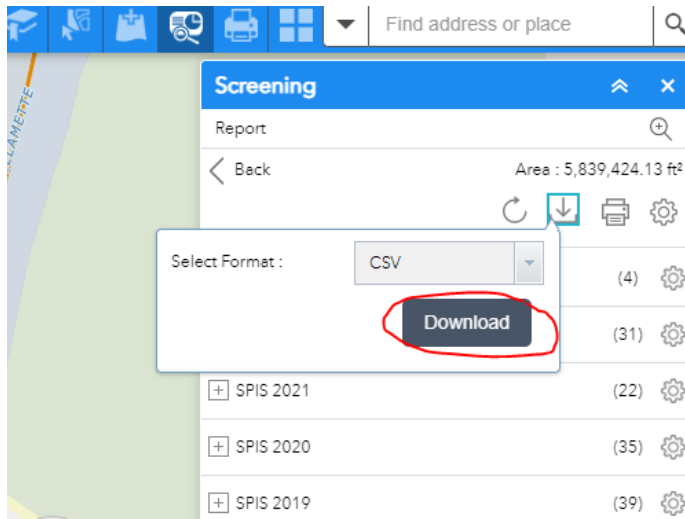 Find address or place
Screening
Report
Back
Area : 5,839,424.13 ft²
Select Format :
CSV
(4)
Download
(31)
SPIS 2021
(22)
SPIS 2020
(35)
SPIS 2019
(39)